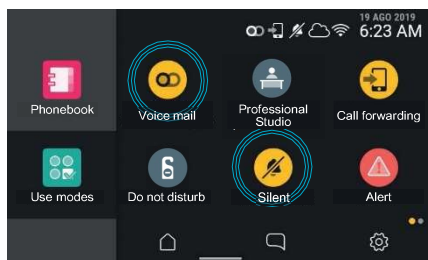 19 AGO 2019
6:23 AM
Phonebook
Voice mail
Professional
Studio
Call forwarding
Use modes
Do not disturb
Silent
Alert